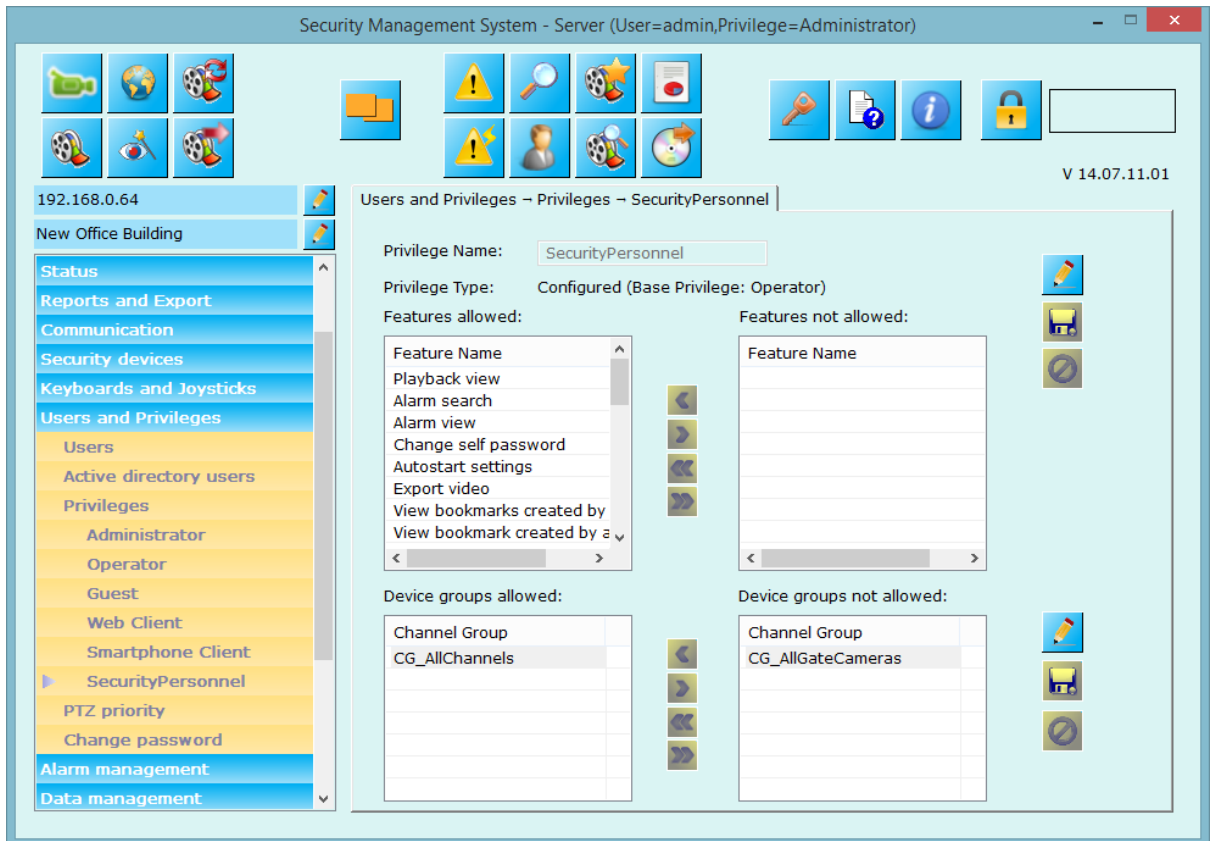 Security Management System - Server (User=admin,Privilege=Administrator)
V 14.07.11.01
192.168.0.64
New Office Building
Status
Reports and Export
Communication
Security devices
Keyboards and Joysticks
Users and Privileges
Users
Active directory users
Privileges
Administrator
Operator
Guest
Web Client
Smartphone Client
SecurityPersonnel
PTZ priority
Change password
Alarm management
Data management
Users and Privileges → Privileges → SecurityPersonnel
Privilege Name: SecurityPersonnel
Privilege Type: Configured (Base Privilege: Operator)
Features allowed:
Feature Name
Playback view
Alarm search
Alarm view
Change self password
Autostart settings
Export video
View bookmarks created by
View bookmark created by a
Features not allowed:
Feature Name
Device groups allowed:
Channel Group
CG_AllChannels
Device groups not allowed:
Channel Group
CG_AllGateCameras